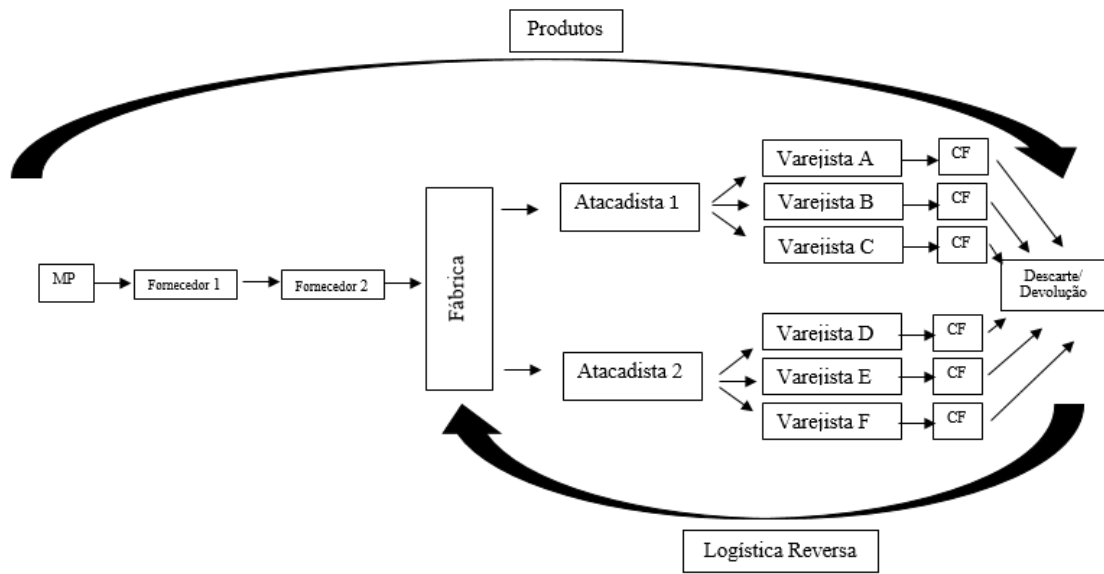 Produtos
Varejista A
CF
Atacadista 1
Varejista B
CF
Varejista C
CF
MP
Fornecedor 1
Fornecedor 2
Fábrica
Descarte/
Devolução
Varejista D
CF
Atacadista 2
Varejista E
CF
Varejista F
CF
Logística Reversa